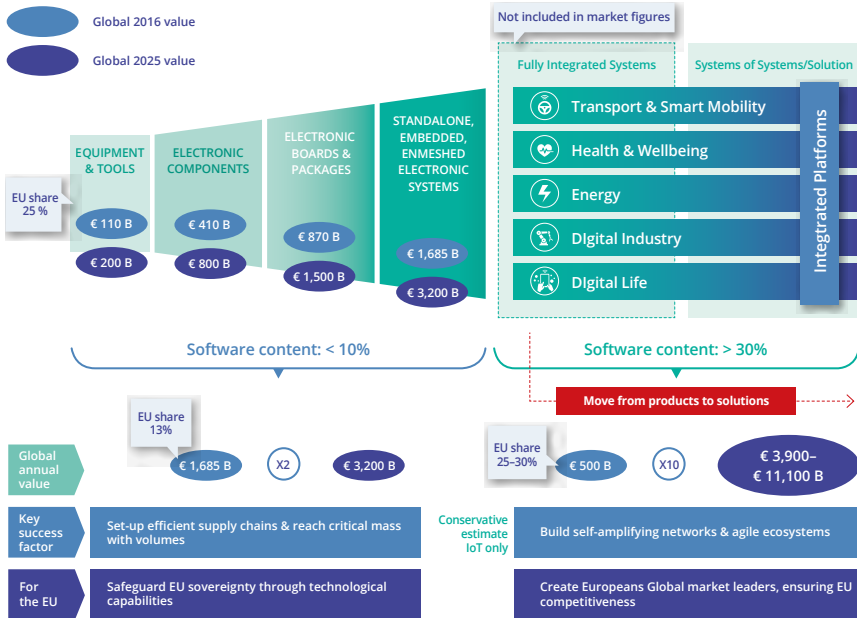 Global 2016 value
Global 2025 value
Not included in market figures
Fully Integrated Systems
Systems of Systems/Solution
EQUIPMENT
& TOOLS
ELECTRONIC
COMPONENTS
ELECTRONIC
BOARDS &
PACKAGES
STANDALONE,
EMBEDDED,
ENMESHED
ELECTRONIC
SYSTEMS
Transport & Smart Mobility
Health & Wellbeing
Energy
DIgital Industry
DIgital Life
Integtrated Platforms
EU share
25 %
€ 110 B
€ 200 B
€ 410 B
€ 800 B
€ 870 B
€ 1,500 B
€ 1,685 B
€ 3,200 B
Software content: < 10%
Software content: > 30%
Move from products to solutions
EU share
13%
EU share
25–30%
Global
annual
value
€ 1,685 B
X2
€ 3,200 B
€ 500 B
X10
€ 3,900–
€ 11,100 B
Key
success
factor
Set-up efficient supply chains & reach critical mass
with volumes
Conservative
estimate
IoT only
Build self-amplifying networks & agile ecosystems
For
the EU
Safeguard EU sovereignty through technological
capabilities
Create Europeans Global market leaders, ensuring EU
competitiveness